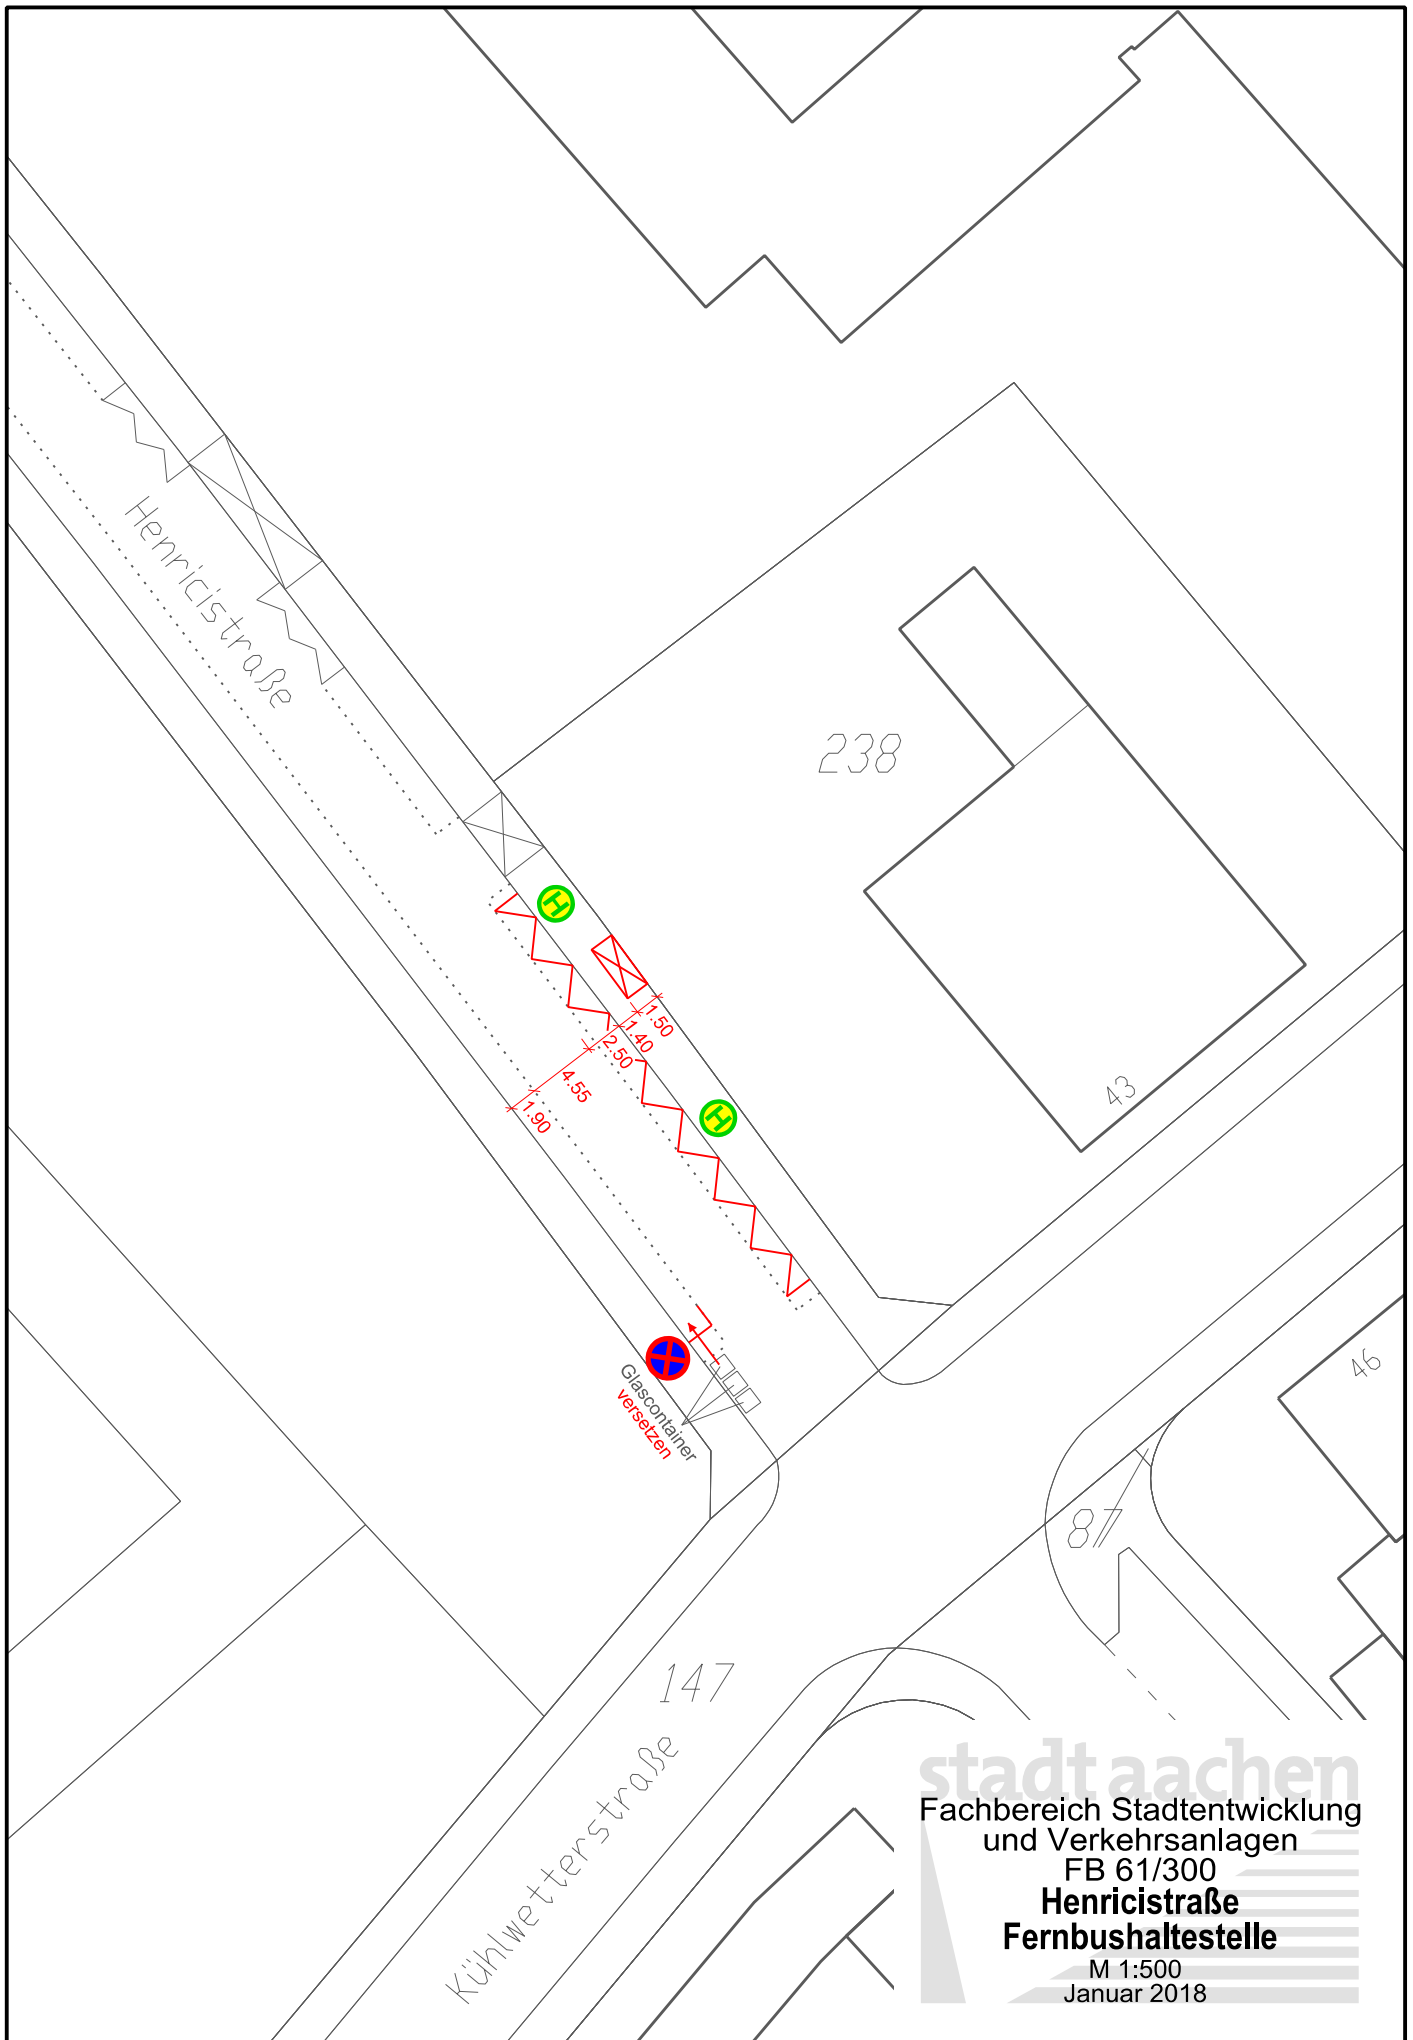 Henricistraße
238
H
1.50
1.40
2.50
4.55
1.90
H
43
Glascontainer
versetzen
46
87
147
Kühlwetterstraße
stadt aachen
Fachbereich Stadtentwicklung
und Verkehrsanlagen
FB 61/300
Henricistraße
Fernbushaltestelle
M 1:500
Januar 2018